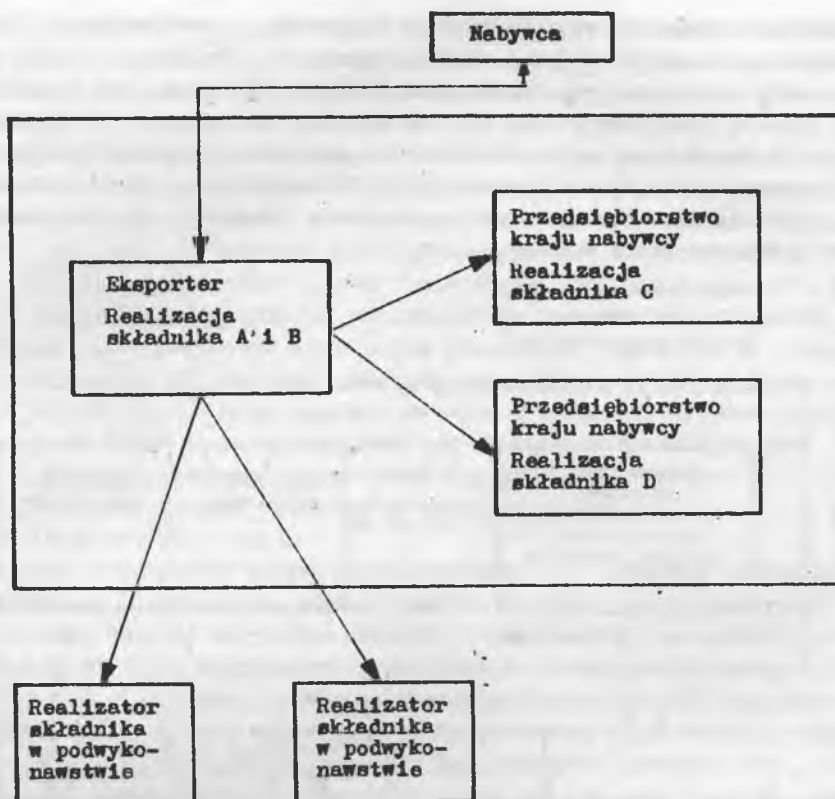 Nabywca
Przedsiębiorstwo
kraju nabywcy
Realizacja
składnika C
Eksporter
Realizacja
składnika A i B
Przedsiębiorstwo
kraju nabywcy
Realizacja
składnika D
Realizator
składnika
w podwyko-
nawstwie
Realizator
składnika
w podwyko-
nawstwie